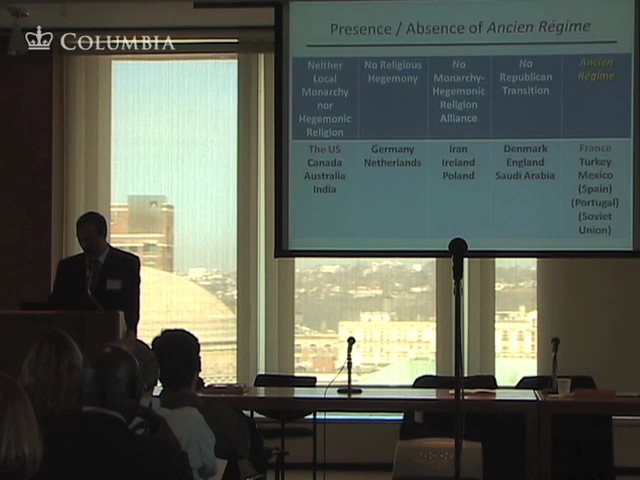 COLUMBIA
Presence / Absence of Ancien Régime
Neither
Local
Monarchy
nor
Hegemonic
Religion
No Religious
Hegemony
No
Monarchy-
Hegemonic
Religion
Alliance
No
Republican
Transition
Ancien
Régime
The US
Canada
Australia
India
Germany
Netherlands
Iran
Ireland
Poland
Denmark
England
Saudi Arabia
France
Turkey
Mexico
(Spain)
(Portugal)
(Soviet
Union)